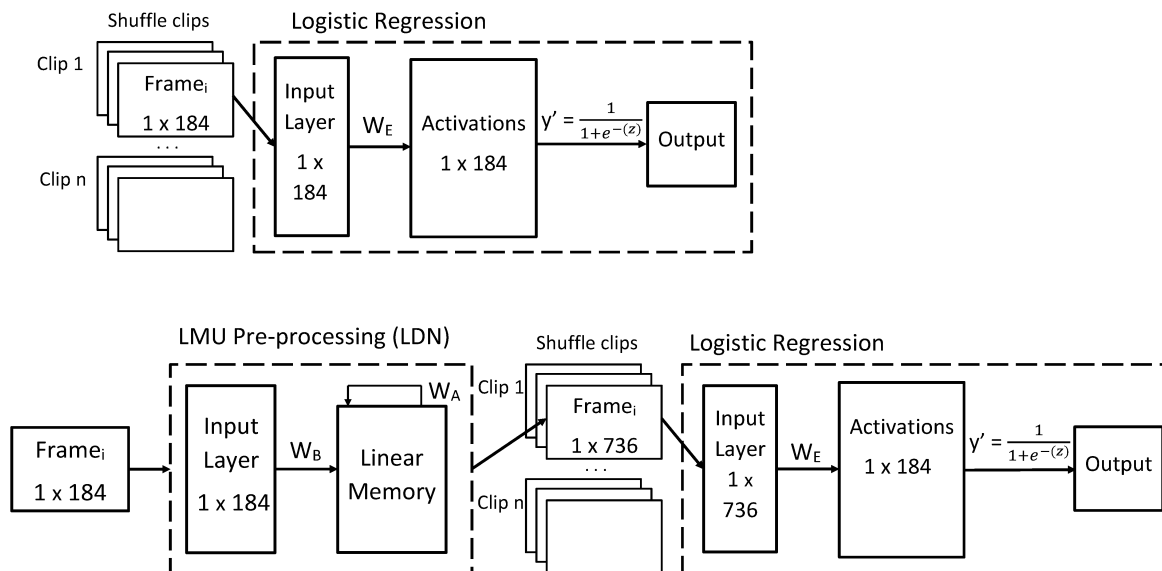 Shuffle clips
Logistic Regression
Clip 1
Frameᵢ
1 x 184
. . .
Clip n
Input
Layer
1 x
184
W_E
Activations
1 x 184
y' = 1/(1+e^−(z))
Output
LMU Pre-processing (LDN)
Frameᵢ
1 x 184
Input
Layer
1 x 184
W_B
W_A
Linear
Memory
Shuffle clips
Clip 1
Frameᵢ
1 x 736
. . .
Clip n
Logistic Regression
Input
Layer
1 x
736
W_E
Activations
1 x 184
y' = 1/(1+e^−(z))
Output